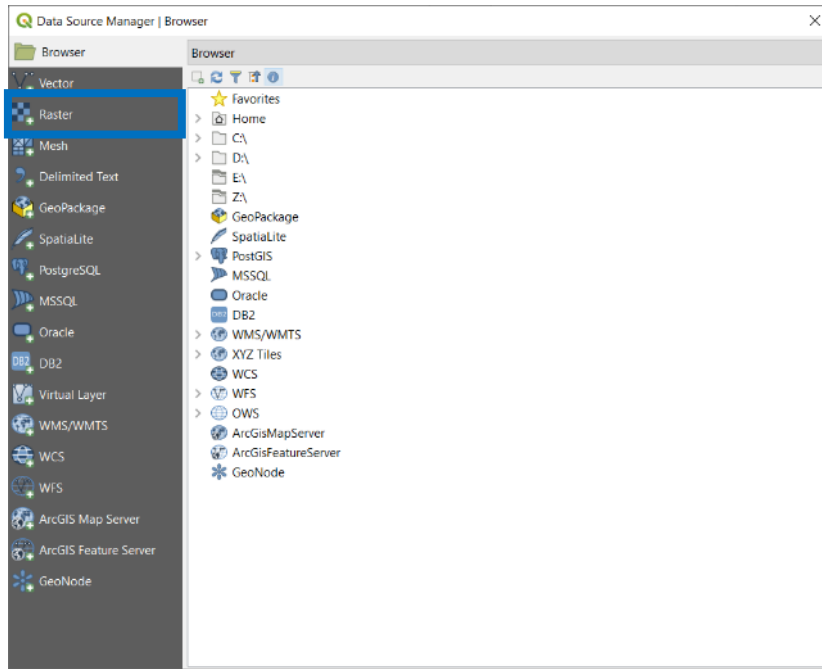 Data Source Manager | Browser
Browser
Vector
Raster
Mesh
Delimited Text
GeoPackage
SpatiaLite
PostgreSQL
MSSQL
Oracle
DB2
DB2
Virtual Layer
WMS/WMTS
WCS
WFS
ArcGIS Map Server
ArcGIS Feature Server
GeoNode
Browser
Favorites
Home
C:\
D:\
E:\
Z:\
GeoPackage
SpatiaLite
PostGIS
MSSQL
Oracle
DB2
DB2
WMS/WMTS
XYZ Tiles
WCS
WFS
OWS
ArcGisMapServer
ArcGisFeatureServer
GeoNode